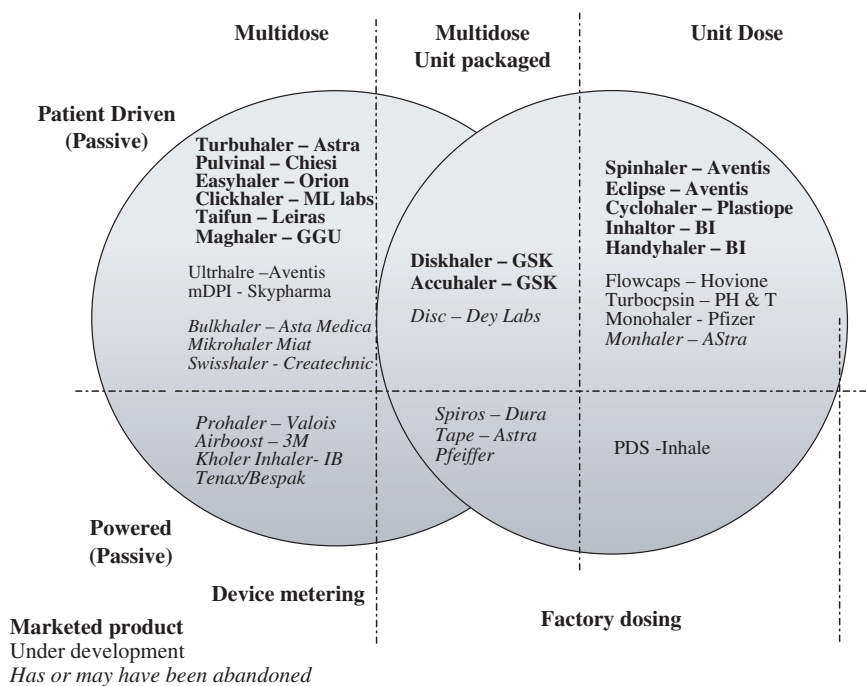 Multidose
Multidose
Unit packaged
Unit Dose
Patient Driven
(Passive)
Turbuhaler – Astra
Pulvinal – Chiesi
Easyhaler – Orion
Clickhaler – ML labs
Taifun – Leiras
Maghaler – GGU
Ultrhalre –Aventis
mDPI - Skypharma
Bulkhaler – Asta Medica
Mikrohaler Miat
Swisshaler - Createchnic
Diskhaler – GSK
Accuhaler – GSK
Disc – Dey Labs
Spinhaler – Aventis
Eclipse – Aventis
Cyclohaler – Plastiope
Inhaltor – BI
Handyhaler – BI
Flowcaps – Hovione
Turbocpsin – PH & T
Monohaler - Pfizer
Monhaler – AStra
Prohaler – Valois
Airboost – 3M
Kholer Inhaler- IB
Tenax/Bespak
Spiros – Dura
Tape – Astra
Pfeiffer
PDS -Inhale
Powered
(Passive)
Device metering
Factory dosing
Marketed product
Under development
Has or may have been abandoned